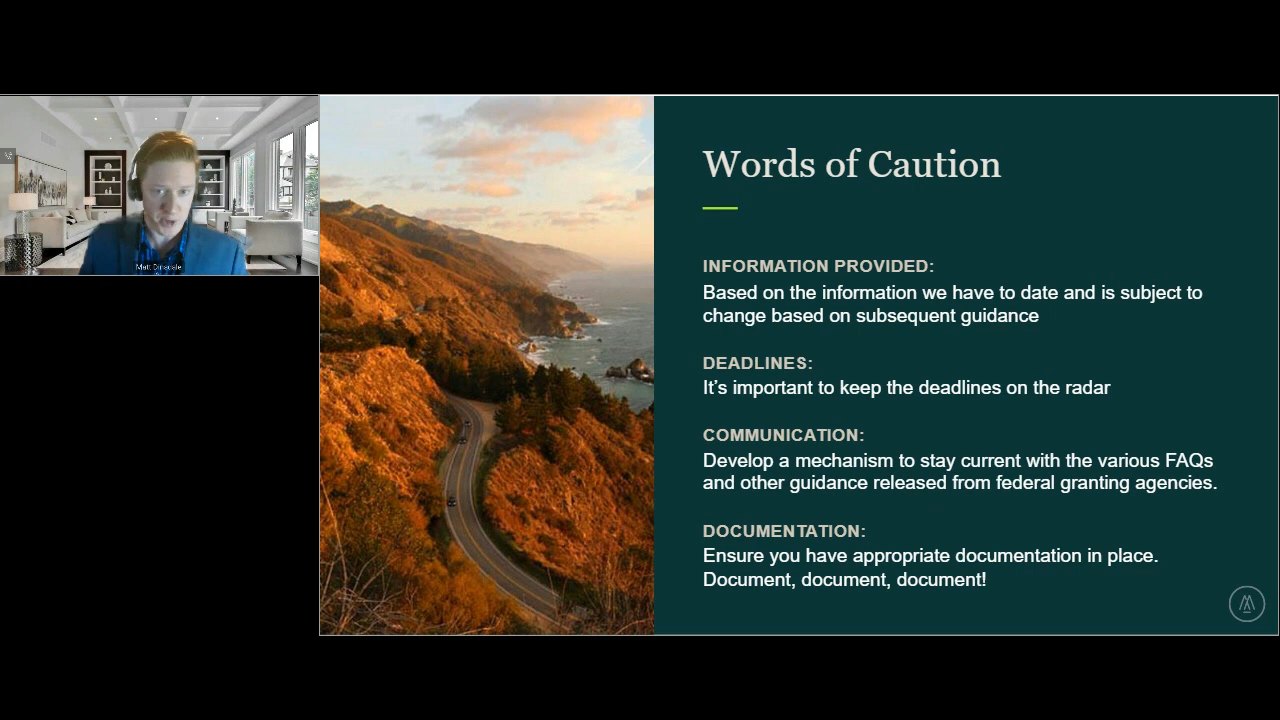 Matt Dinsdale
Words of Caution
INFORMATION PROVIDED:
Based on the information we have to date and is subject to
change based on subsequent guidance
DEADLINES:
It’s important to keep the deadlines on the radar
COMMUNICATION:
Develop a mechanism to stay current with the various FAQs
and other guidance released from federal granting agencies.
DOCUMENTATION:
Ensure you have appropriate documentation in place.
Document, document, document!